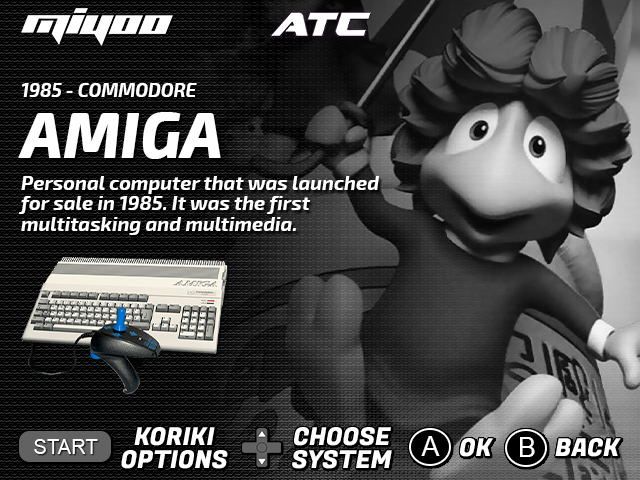 miyoo
ATC
1985 - COMMODORE
AMIGA
Personal computer that was launched
for sale in 1985. It was the first
multitasking and multimedia.
AMIGA
START
KORIKI
OPTIONS
CHOOSE
SYSTEM
A
OK
B
BACK